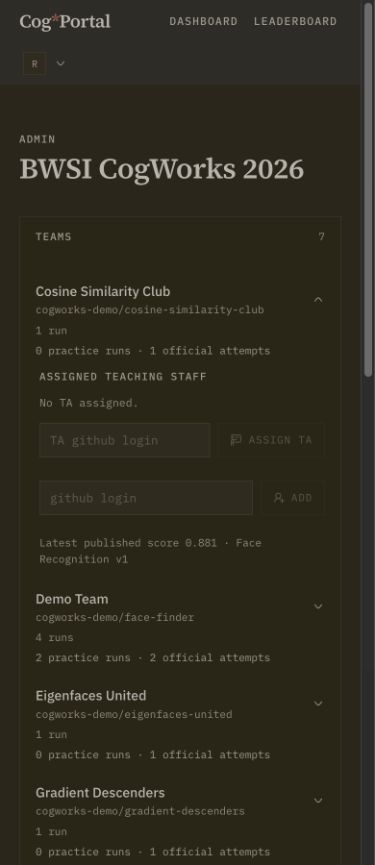 Cog*Portal
DASHBOARD LEADERBOARD
R
ADMIN
BWSI CogWorks 2026
TEAMS 7
Cosine Similarity Club
cogworks-demo/cosine-similarity-club
1 run
0 practice runs · 1 official attempts
ASSIGNED TEACHING STAFF
No TA assigned.
TA github login ASSIGN TA
github login ADD
Latest published score 0.881 · Face
Recognition v1
Demo Team
cogworks-demo/face-finder
4 runs
2 practice runs · 2 official attempts
Eigenfaces United
cogworks-demo/eigenfaces-united
1 run
0 practice runs · 1 official attempts
Gradient Descenders
cogworks-demo/gradient-descenders
1 run
0 practice runs · 1 official attempts